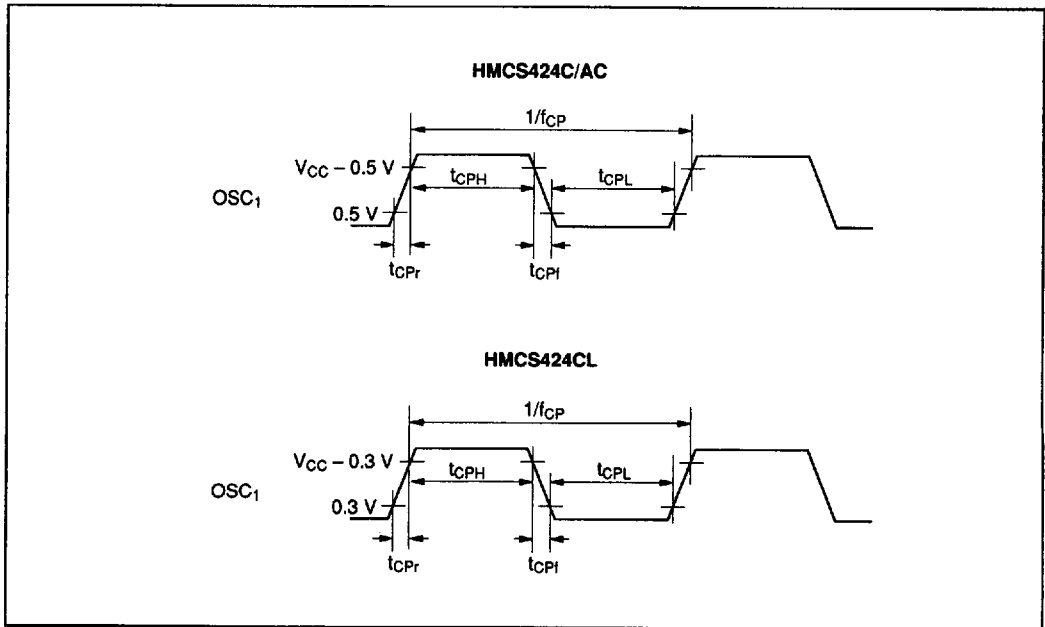 HMCS424C/AC
1/fCP
VCC – 0.5 V
tCPH
tCPL
OSC1
0.5 V
tCPr
tCPf
HMCS424CL
1/fCP
VCC – 0.3 V
tCPH
tCPL
OSC1
0.3 V
tCPr
tCPf